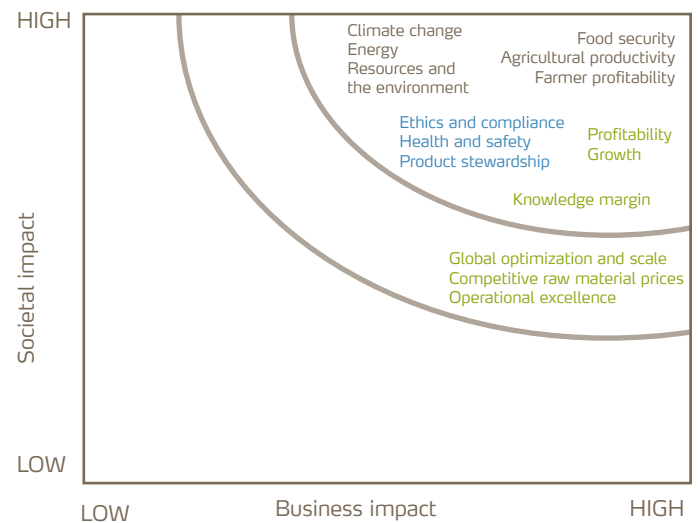 HIGH
Climate change
Energy
Resources and
the environment
Food security
Agricultural productivity
Farmer profitability
Ethics and compliance
Health and safety
Product stewardship
Profitability
Growth
Knowledge margin
Global optimization and scale
Competitive raw material prices
Operational excellence
Societal impact
LOW
LOW
Business impact
HIGH